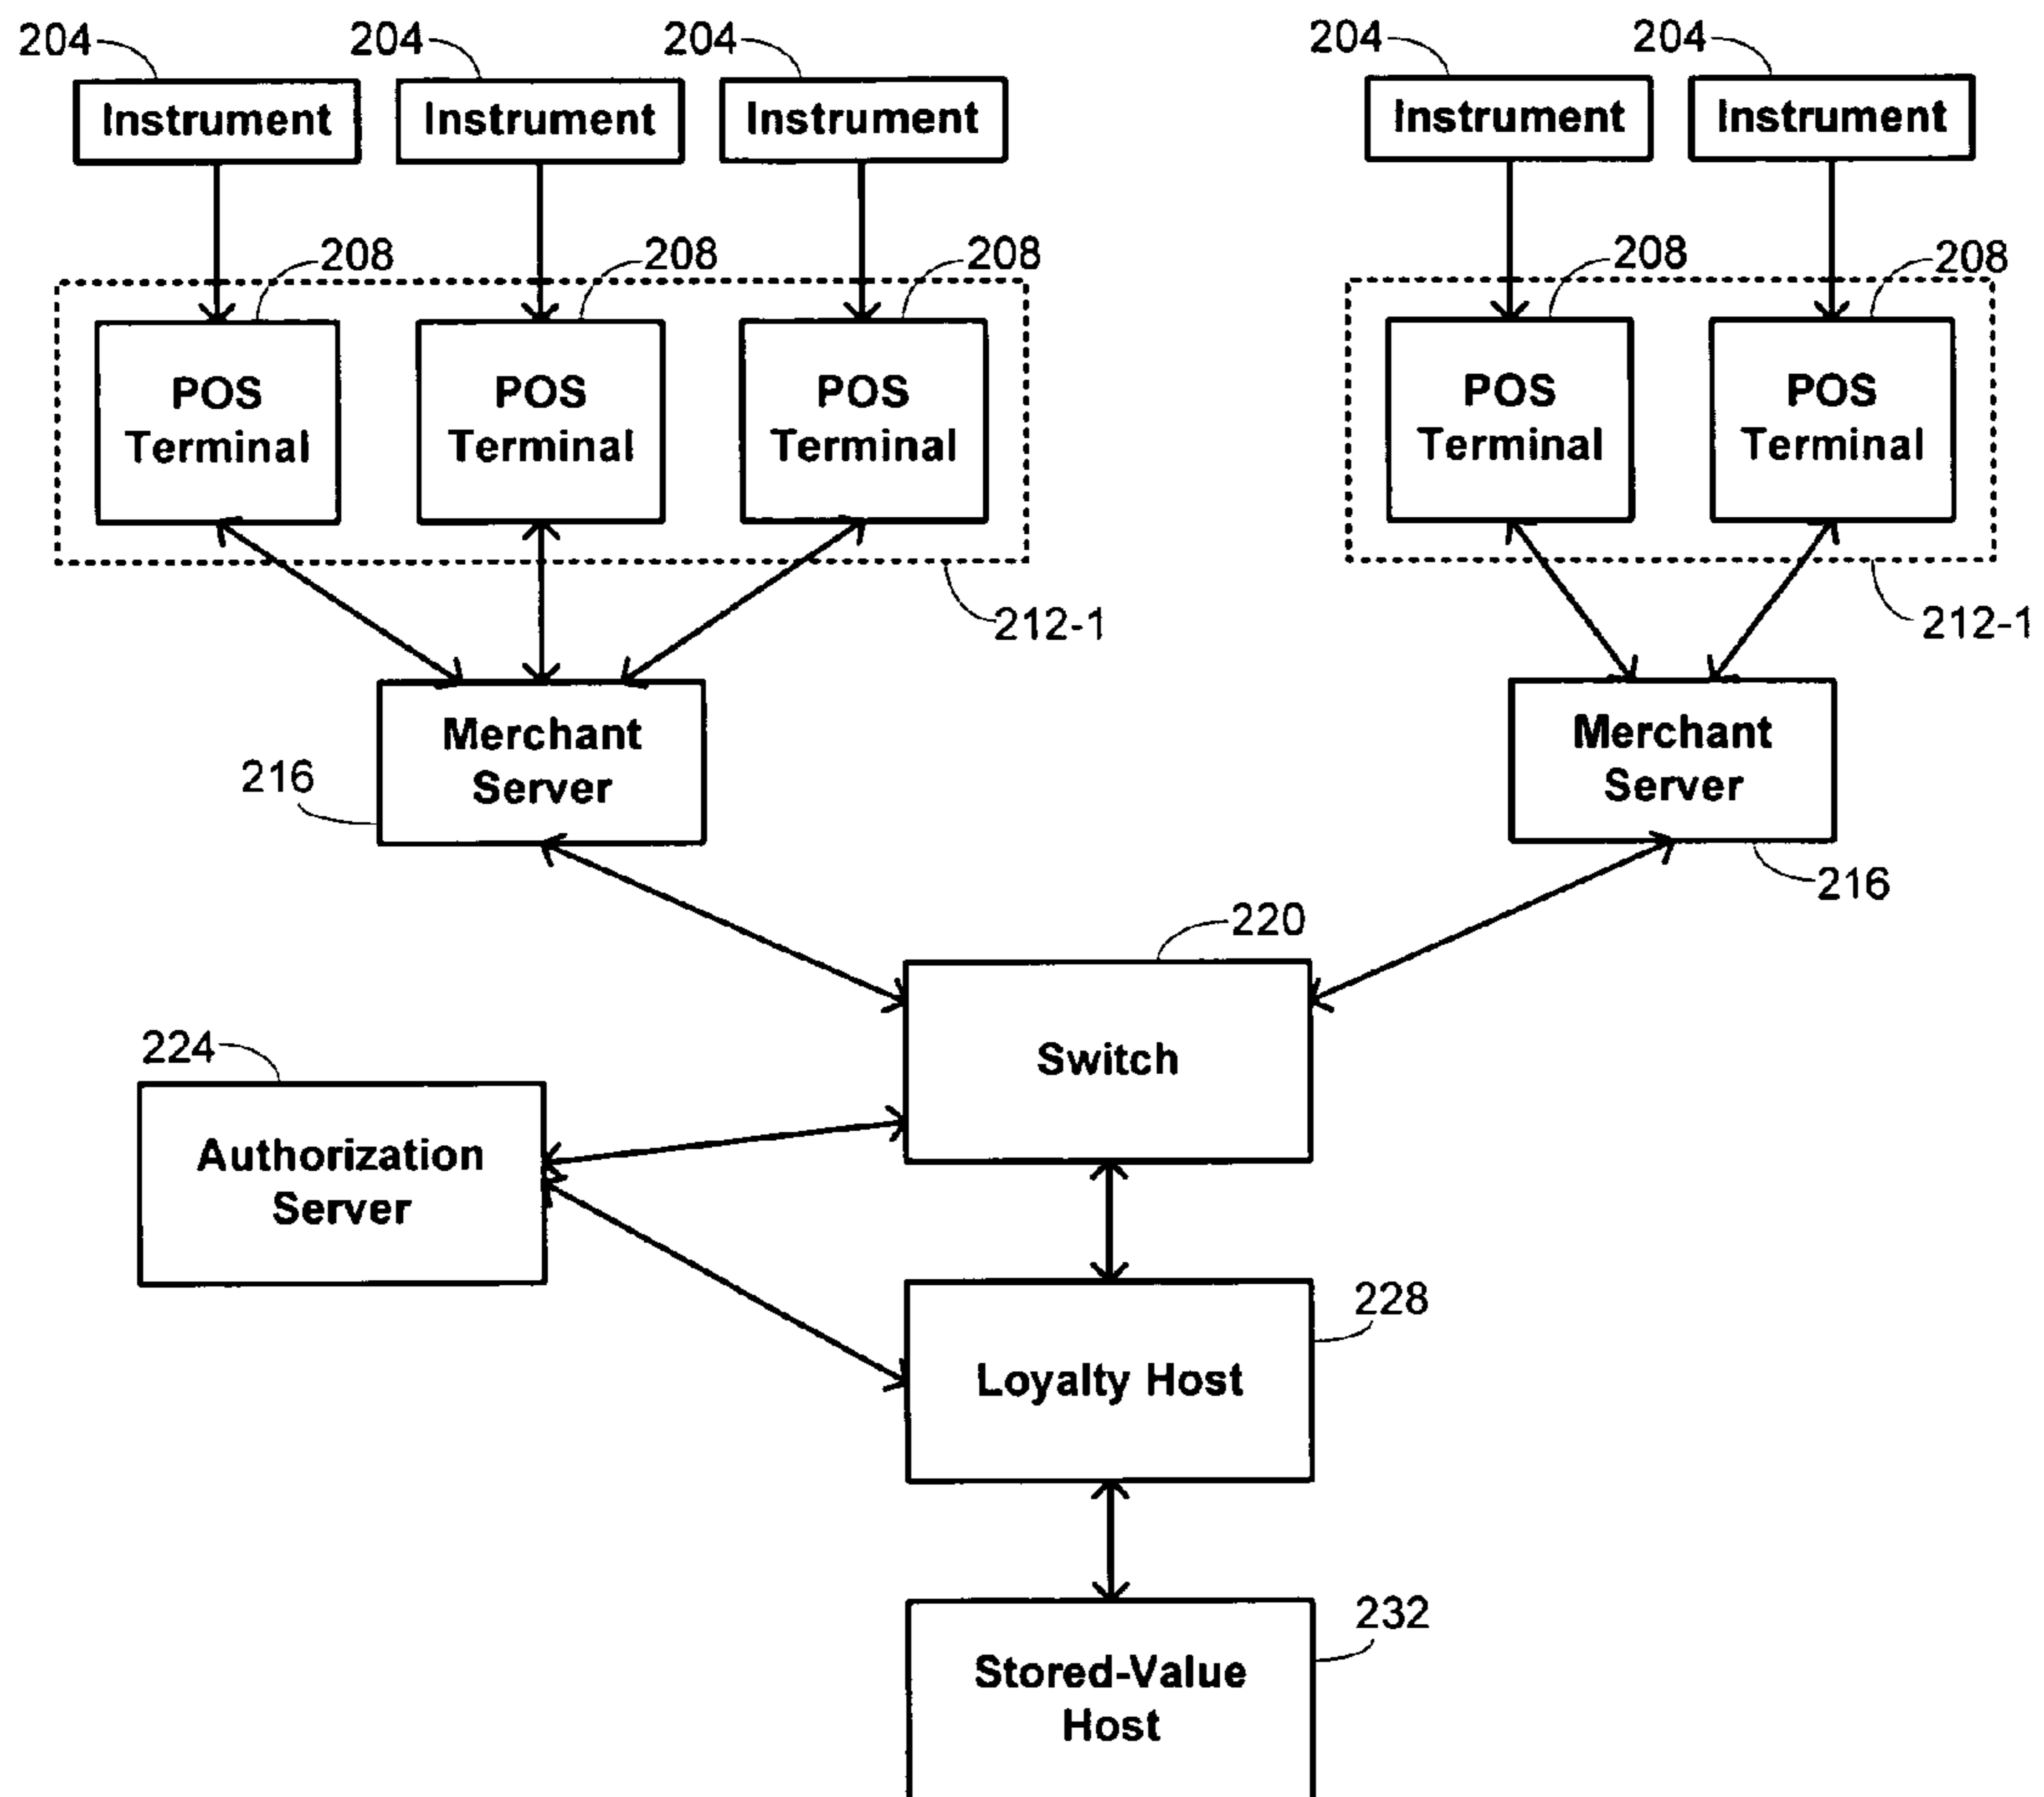 204 204 204 204 204
Instrument Instrument Instrument Instrument Instrument
208 208 208 208 208
POS POS POS POS POS
Terminal Terminal Terminal Terminal Terminal
212-1 212-1
Merchant
Server
216
Merchant
Server
216
220
Switch
224
Authorization
Server
228
Loyalty Host
232
Stored-Value
Host